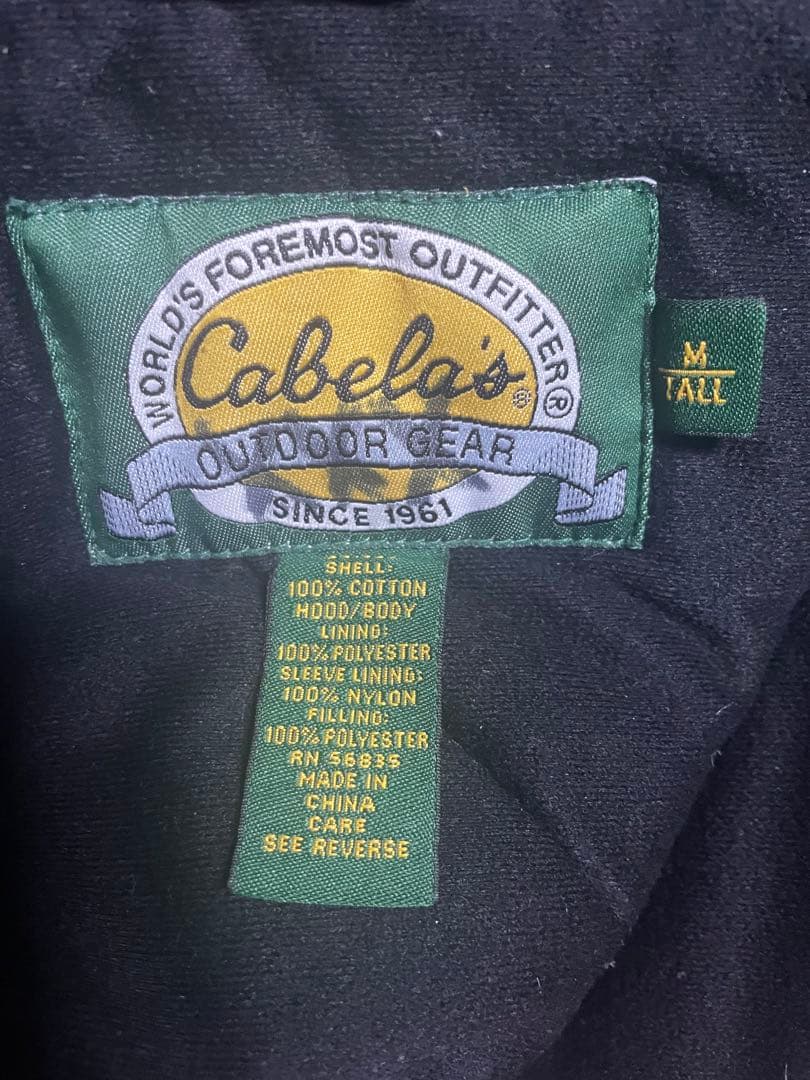 WORLD'S FOREMOST OUTFITTER®
Cabela's®
OUTDOOR GEAR
SINCE 1961
M
TALL
SHELL:
100% COTTON
HOOD/BODY
LINING:
100% POLYESTER
SLEEVE LINING:
100% NYLON
FILLING:
100% POLYESTER
RN 56835
MADE IN
CHINA
CARE
SEE REVERSE